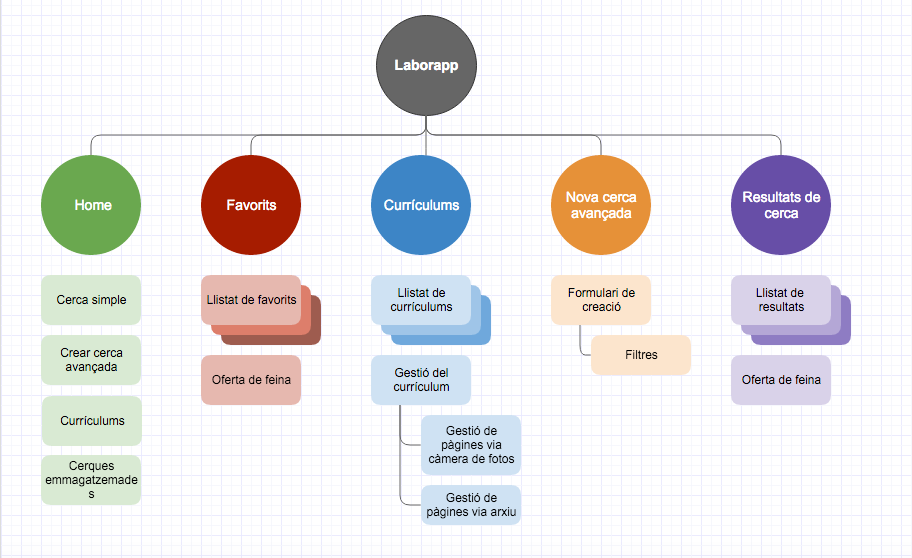 Laborapp
Home
Favorits
Currículums
Nova cerca
avançada
Resultats de
cerca
Cerca simple
Crear cerca
avançada
Currículums
Cerques
emmagatzemade
s
Llistat de favorits
Oferta de feina
Llistat de
currículums
Gestió del
currículum
Gestió de
pàgines via
càmera de fotos
Gestió de
pàgines via arxiu
Formulari de
creació
Filtres
Llistat de
resultats
Oferta de feina